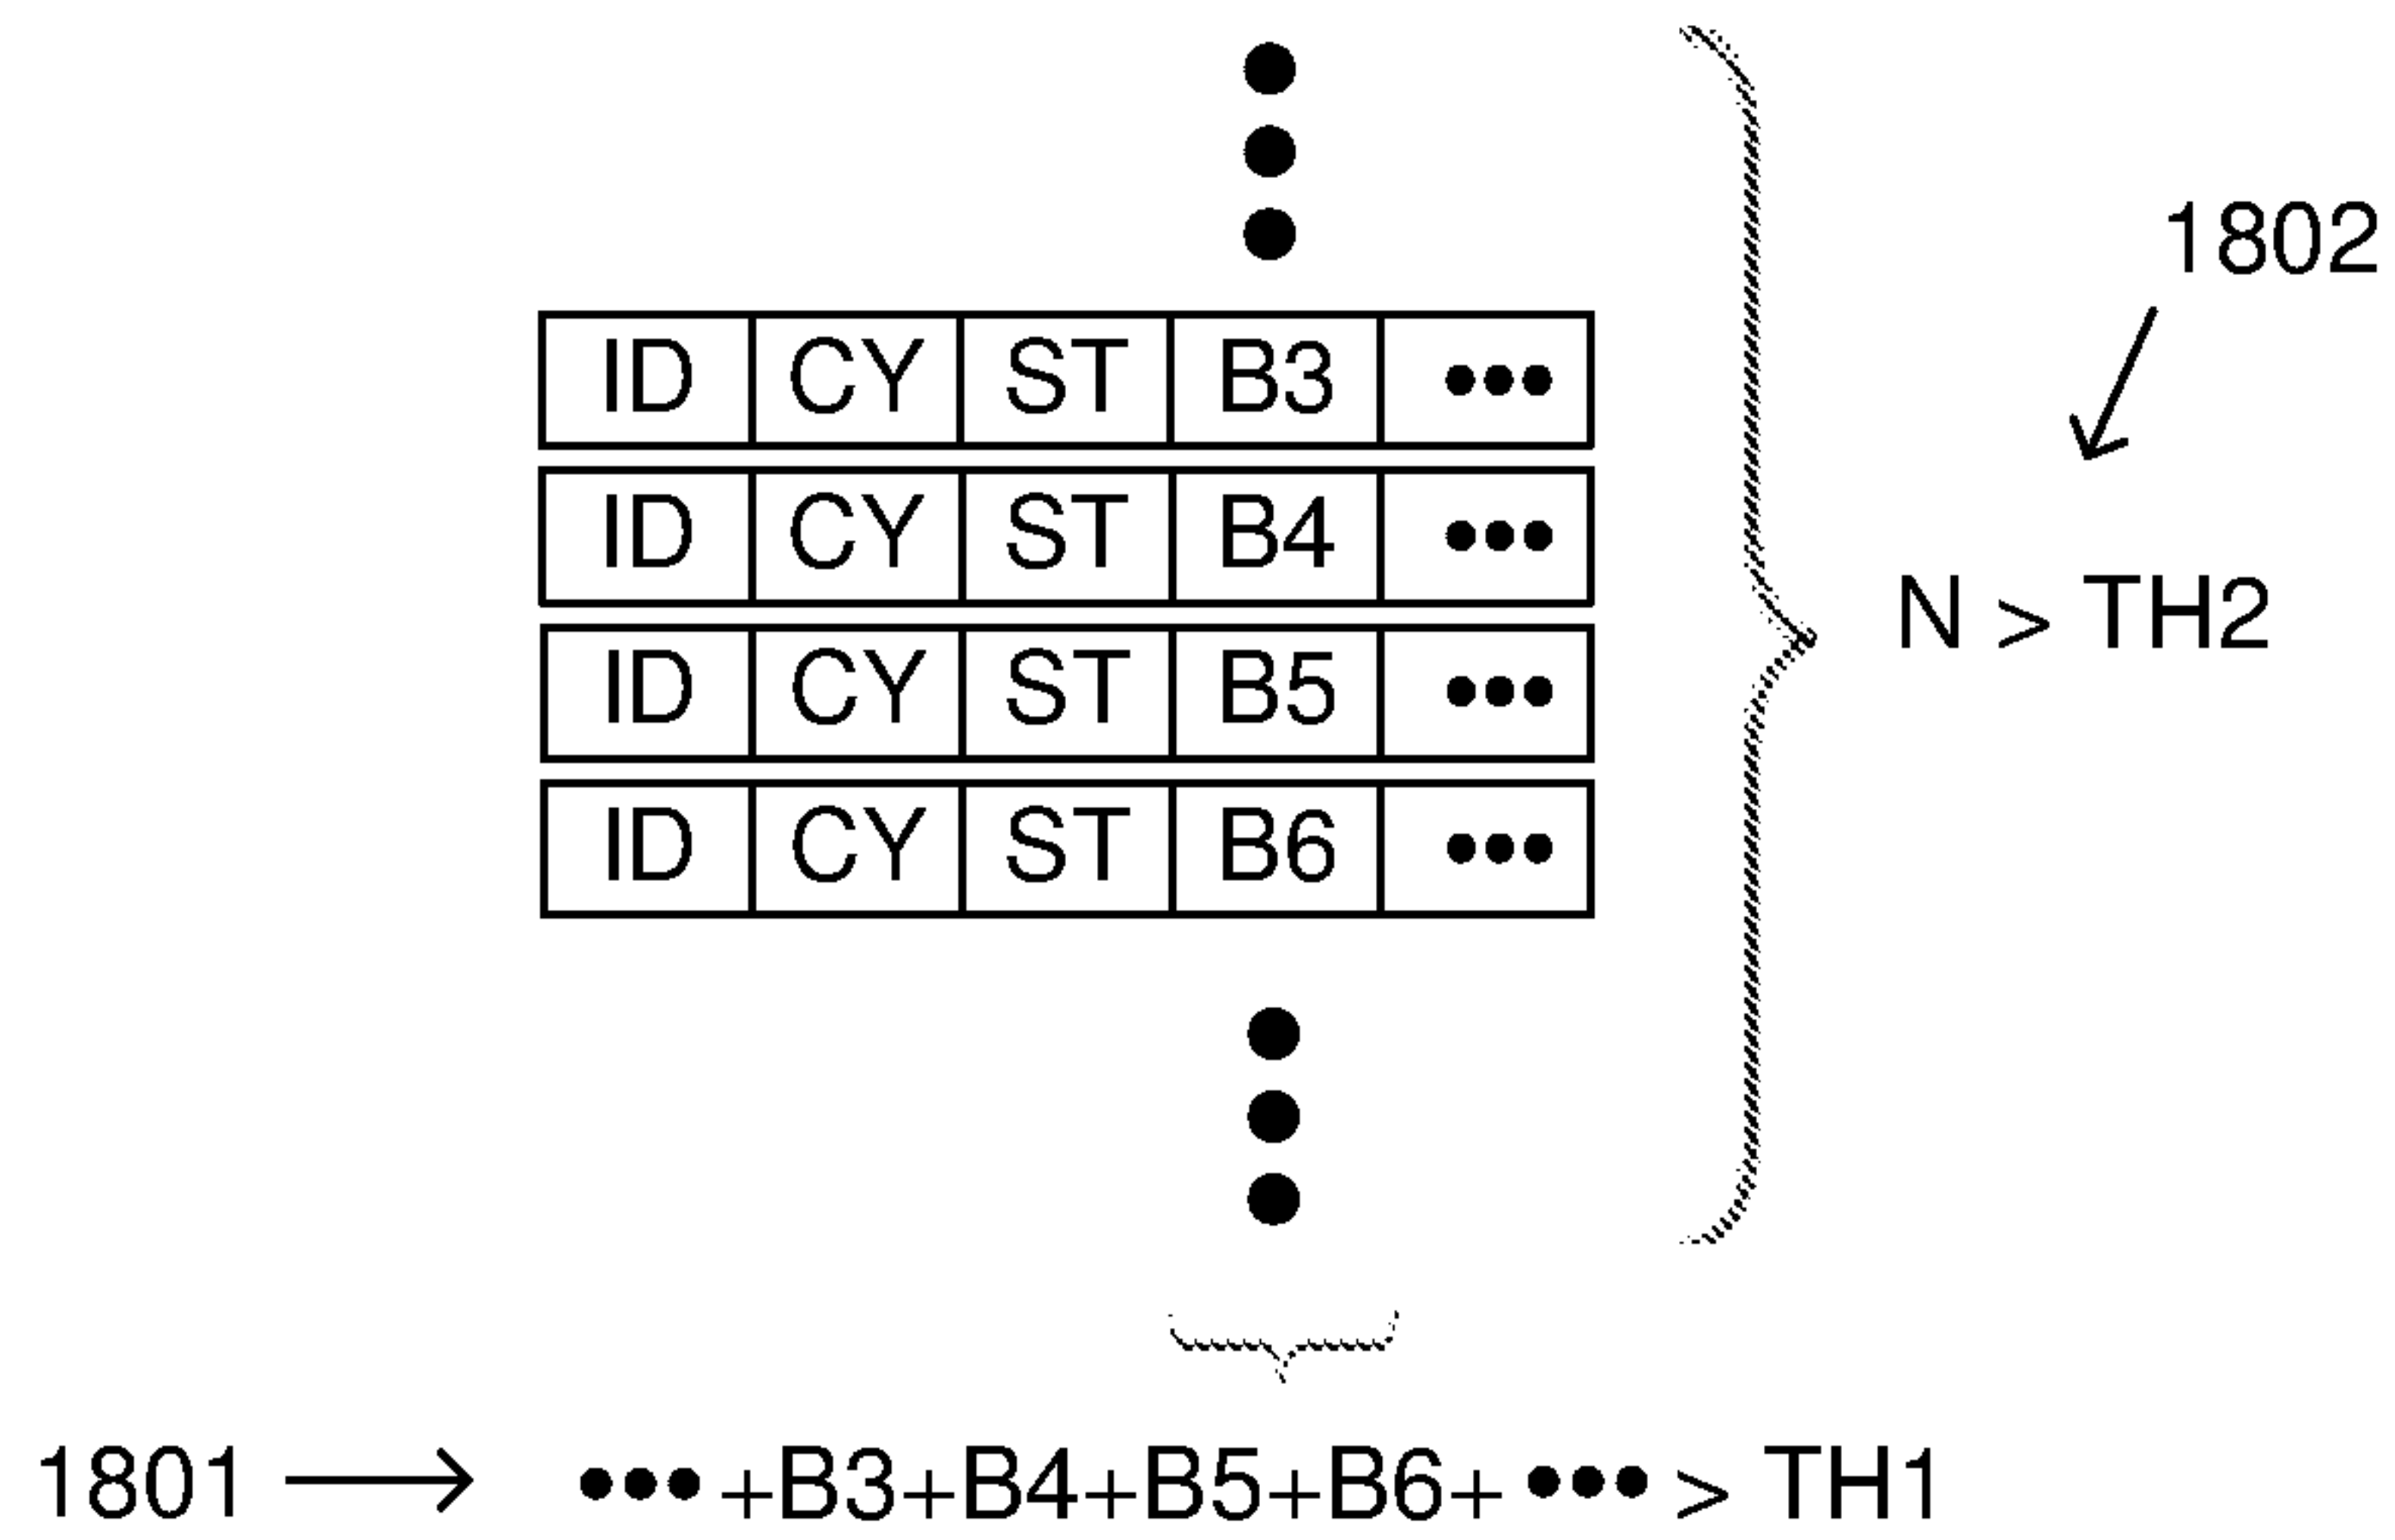 1802
ID CY ST B3 •••
ID CY ST B4 •••
N > TH2
ID CY ST B5 •••
ID CY ST B6 •••
1801 ••• +B3+B4+B5+B6+ ••• > TH1